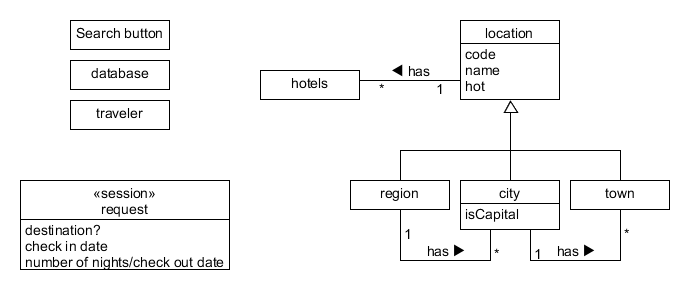 Search button
database
traveler
«session»
request
destination?
check in date
number of nights/check out date
hotels
◀ has
*
1
location
code
name
hot
region
city
isCapital
town
1
has ▶
*
1
has ▶
*